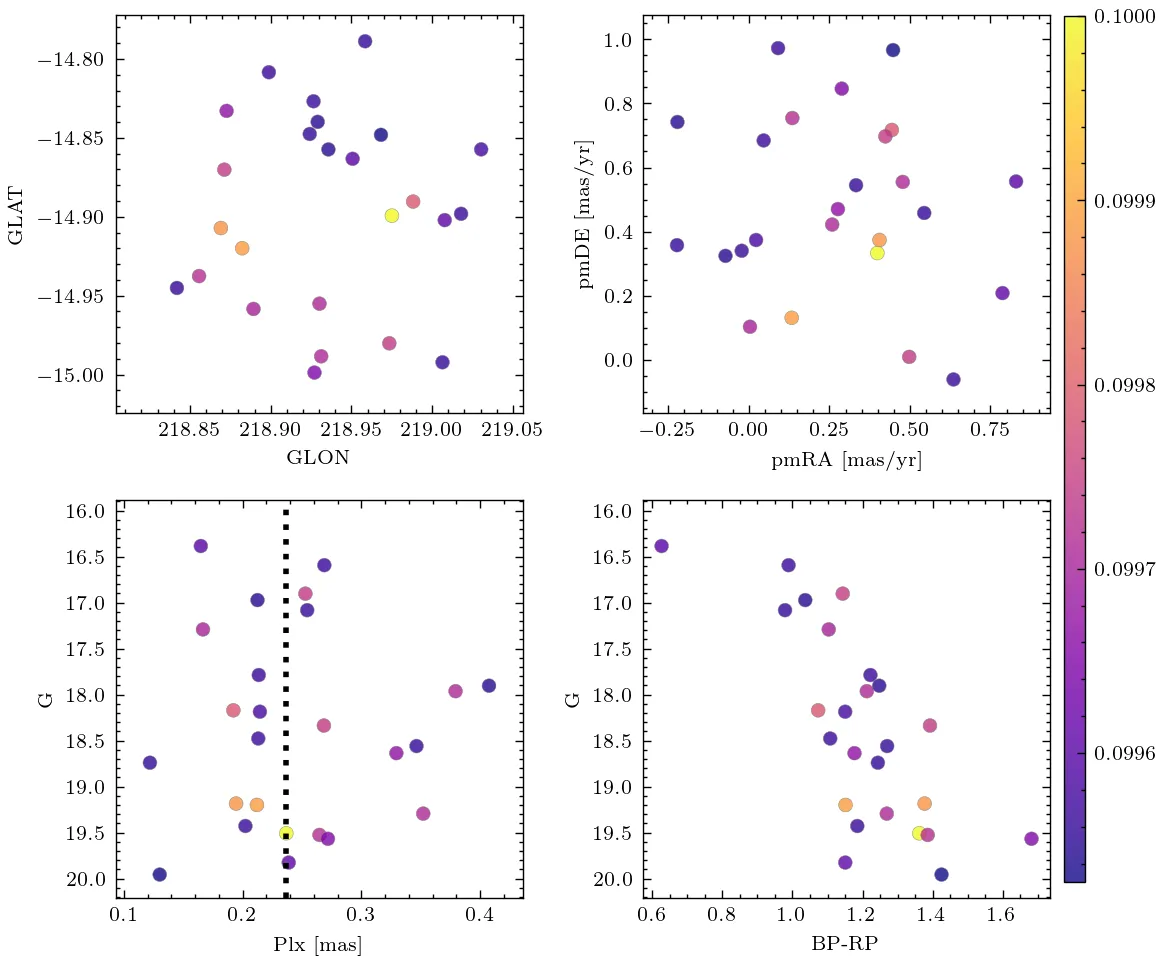 −14.80
−14.85
−14.90
−14.95
−15.00
GLAT
218.85 218.90 218.95 219.00 219.05
GLON
1.0
0.8
0.6
0.4
0.2
0.0
pmDE [mas/yr]
−0.25 0.00 0.25 0.50 0.75
pmRA [mas/yr]
16.0
16.5
17.0
17.5
18.0
18.5
19.0
19.5
20.0
G
0.1 0.2 0.3 0.4
Plx [mas]
16.0
16.5
17.0
17.5
18.0
18.5
19.0
19.5
20.0
G
0.6 0.8 1.0 1.2 1.4 1.6
BP-RP
0.1000
0.0999
0.0998
0.0997
0.0996